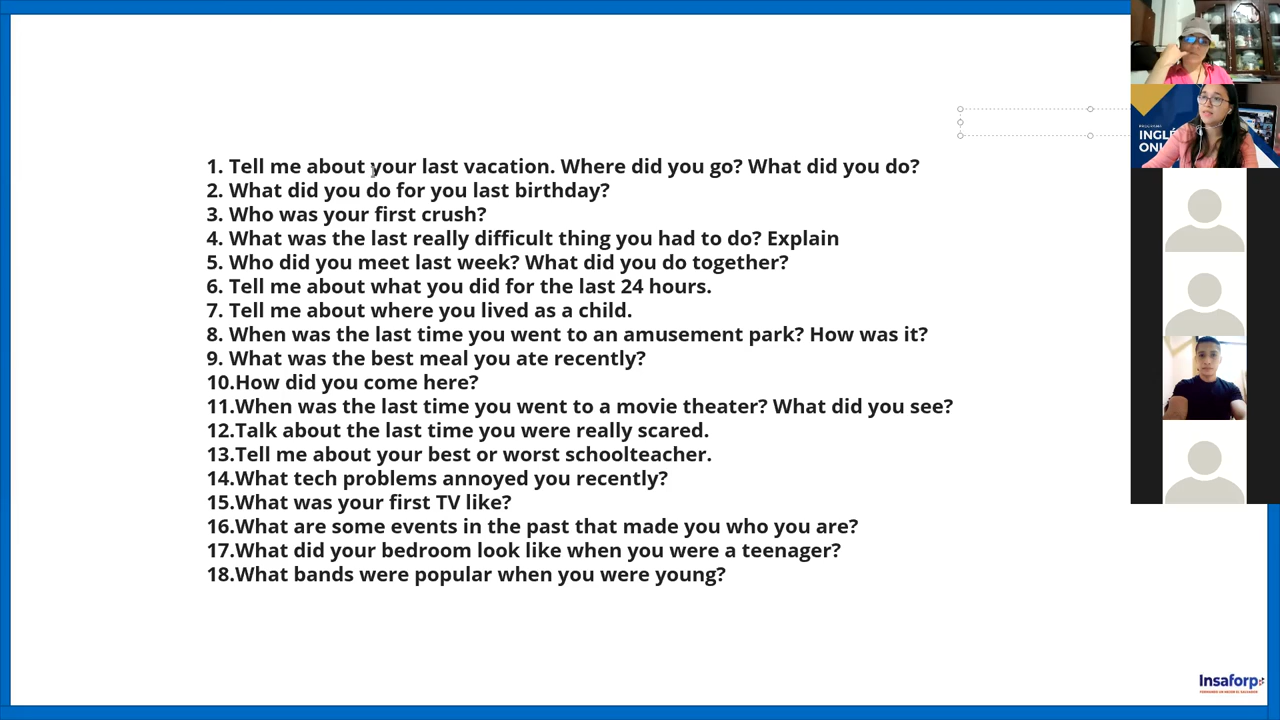 1. Tell me about your last vacation. Where did you go? What did you do?
2. What did you do for you last birthday?
3. Who was your first crush?
4. What was the last really difficult thing you had to do? Explain
5. Who did you meet last week? What did you do together?
6. Tell me about what you did for the last 24 hours.
7. Tell me about where you lived as a child.
8. When was the last time you went to an amusement park? How was it?
9. What was the best meal you ate recently?
10.How did you come here?
11.When was the last time you went to a movie theater? What did you see?
12.Talk about the last time you were really scared.
13.Tell me about your best or worst schoolteacher.
14.What tech problems annoyed you recently?
15.What was your first TV like?
16.What are some events in the past that made you who you are?
17.What did your bedroom look like when you were a teenager?
18.What bands were popular when you were young?
INGLÉ
ONL
Insaforp